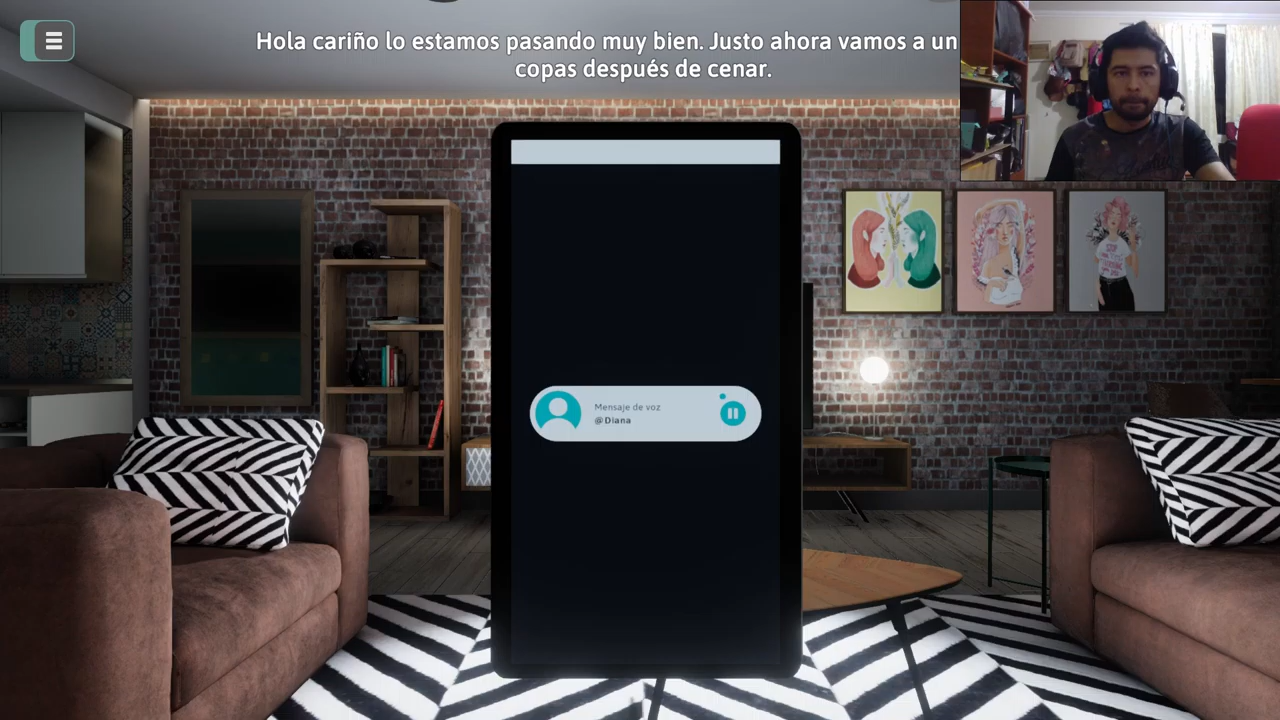 Hola cariño lo estamos pasando muy bien. Justo ahora vamos a un
copas después de cenar.
Mensaje de voz
@Diana